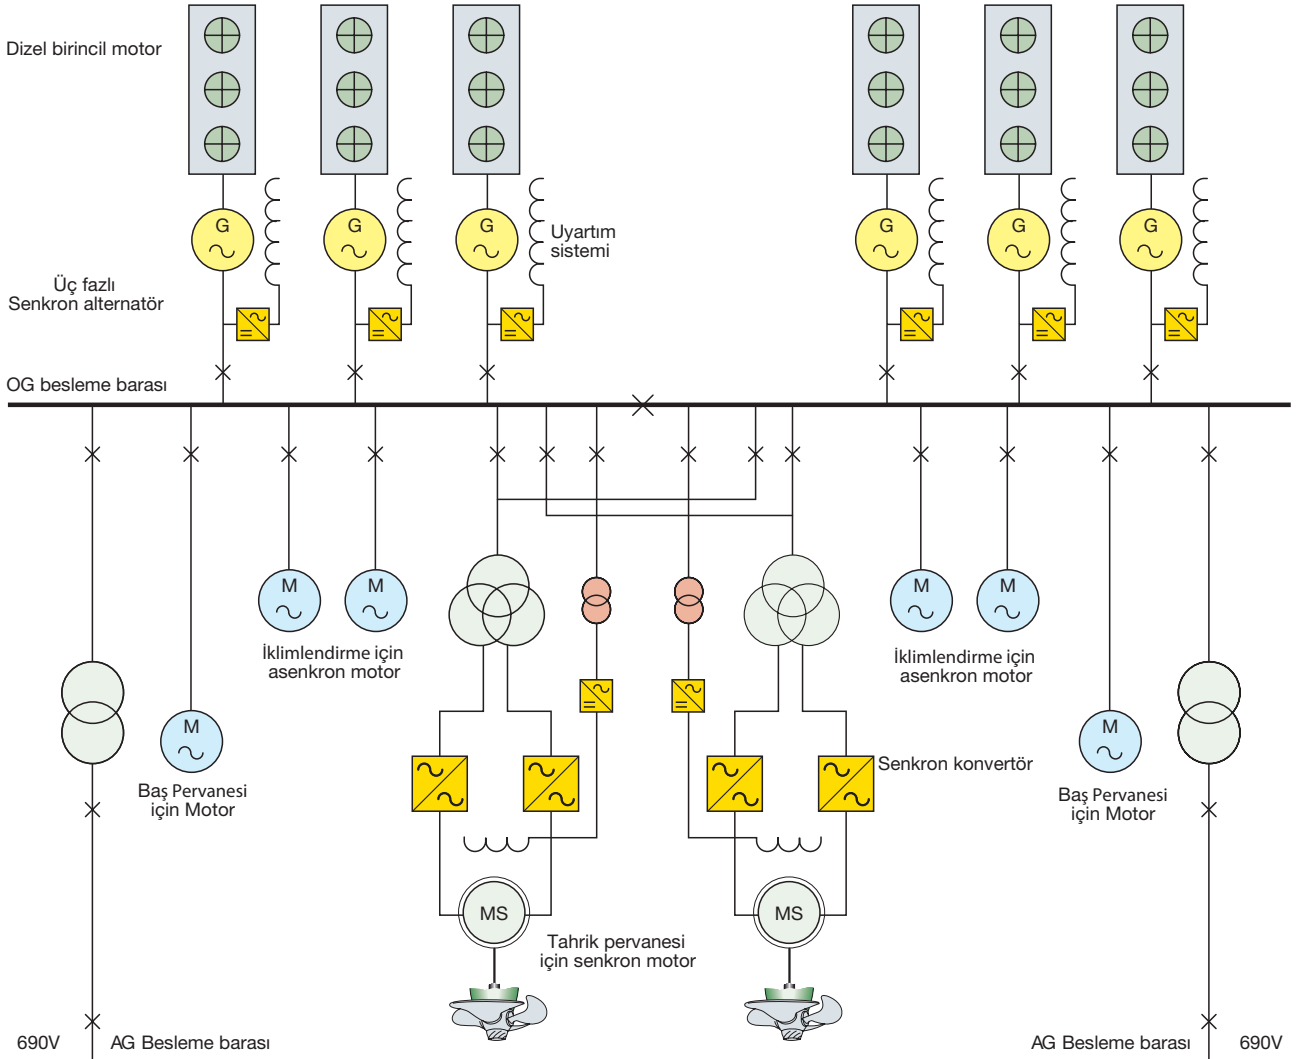 Dizel birincil motor
G
G
G
G
G
G
Uyartım
sistemi
Üç fazlı
Senkron alternatör
OG besleme barası
M
M
M
M
İklimlendirme için
asenkron motor
İklimlendirme için
asenkron motor
M
M
Baş Pervanesi
için Motor
Senkron konvertör
Baş Pervanesi
için Motor
MS
MS
Tahrik pervanesi
için senkron motor
690V
AG Besleme barası
AG Besleme barası
690V